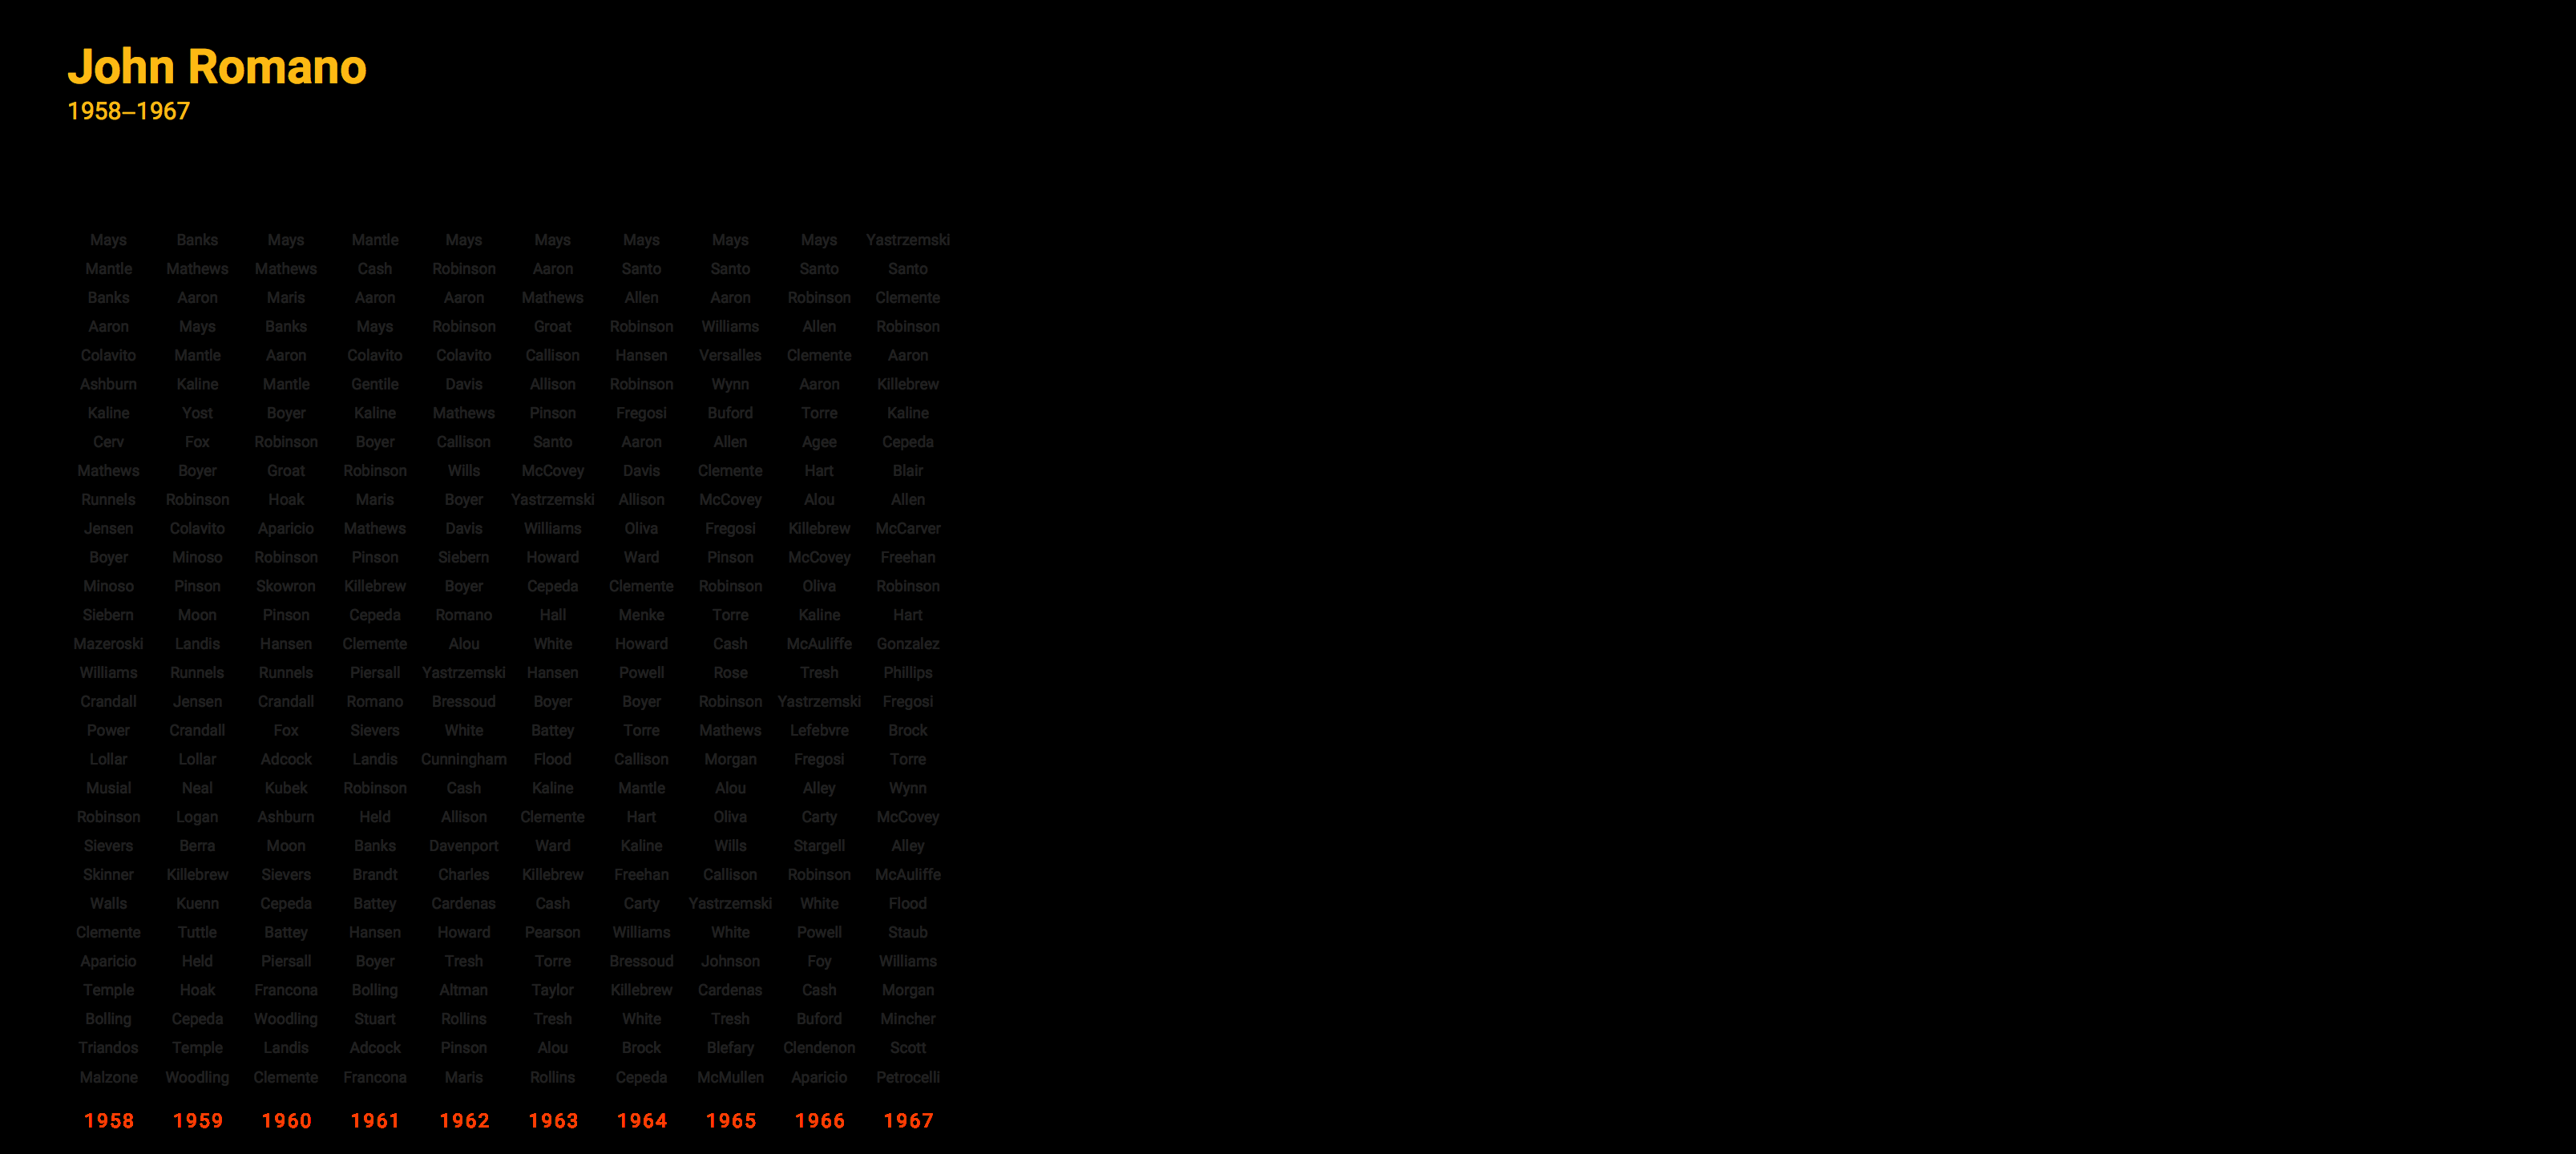 John Romano
1958–1967
Mays Banks Mays Mantle Mays Mays Mays Mays Mays Yastrzemski
Mantle Mathews Mathews Cash Robinson Aaron Santo Santo Santo Santo
Banks Aaron Maris Aaron Aaron Mathews Allen Aaron Robinson Clemente
Aaron Mays Banks Mays Robinson Groat Robinson Williams Allen Robinson
Colavito Mantle Aaron Colavito Colavito Callison Hansen Versalles Clemente Aaron
Ashburn Kaline Mantle Gentile Davis Allison Robinson Wynn Aaron Killebrew
Kaline Yost Boyer Kaline Mathews Pinson Fregosi Buford Torre Kaline
Cerv Fox Robinson Boyer Callison Santo Aaron Allen Agee Cepeda
Mathews Boyer Groat Robinson Wills McCovey Davis Clemente Hart Blair
Runnels Robinson Hoak Maris Boyer Yastrzemski Allison McCovey Alou Allen
Jensen Colavito Aparicio Mathews Davis Williams Oliva Fregosi Killebrew McCarver
Boyer Minoso Robinson Pinson Siebern Howard Ward Pinson McCovey Freehan
Minoso Pinson Skowron Killebrew Boyer Cepeda Clemente Robinson Oliva Robinson
Siebern Moon Pinson Cepeda Romano Hall Menke Torre Kaline Hart
Mazeroski Landis Hansen Clemente Alou White Howard Cash McAuliffe Gonzalez
Williams Runnels Runnels Piersall Yastrzemski Hansen Powell Rose Tresh Phillips
Crandall Jensen Crandall Romano Bressoud Boyer Boyer Robinson Yastrzemski Fregosi
Power Crandall Fox Sievers White Battey Torre Mathews Lefebvre Brock
Lollar Lollar Adcock Landis Cunningham Flood Callison Morgan Fregosi Torre
Musial Neal Kubek Robinson Cash Kaline Mantle Alou Alley Wynn
Robinson Logan Ashburn Held Allison Clemente Hart Oliva Carty McCovey
Sievers Berra Moon Banks Davenport Ward Kaline Wills Stargell Alley
Skinner Killebrew Sievers Brandt Charles Killebrew Freehan Callison Robinson McAuliffe
Walls Kuenn Cepeda Battey Cardenas Cash Carty Yastrzemski White Flood
Clemente Tuttle Battey Hansen Howard Pearson Williams White Powell Staub
Aparicio Held Piersall Boyer Tresh Torre Bressoud Johnson Foy Williams
Temple Hoak Francona Bolling Altman Taylor Killebrew Cardenas Cash Morgan
Bolling Cepeda Woodling Stuart Rollins Tresh White Tresh Buford Mincher
Triandos Temple Landis Adcock Pinson Alou Brock Blefary Clendenon Scott
Malzone Woodling Clemente Francona Maris Rollins Cepeda McMullen Aparicio Petrocelli
1958 1959 1960 1961 1962 1963 1964 1965 1966 1967